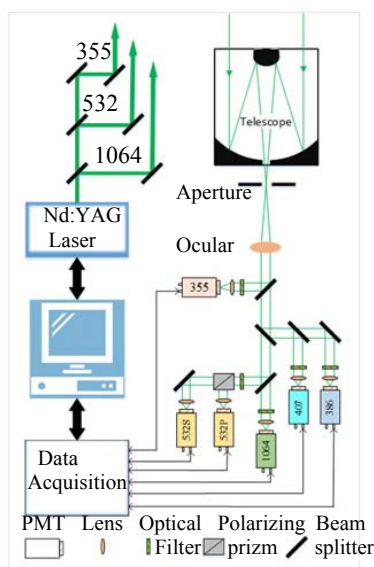 355
532
1064
Nd:YAG
Laser
Telescope
Aperture
Ocular
355
532S
532P
1064
407
386
Data
Acquisition
PMT Lens Optical Polarizing Beam
Filter prizm splitter